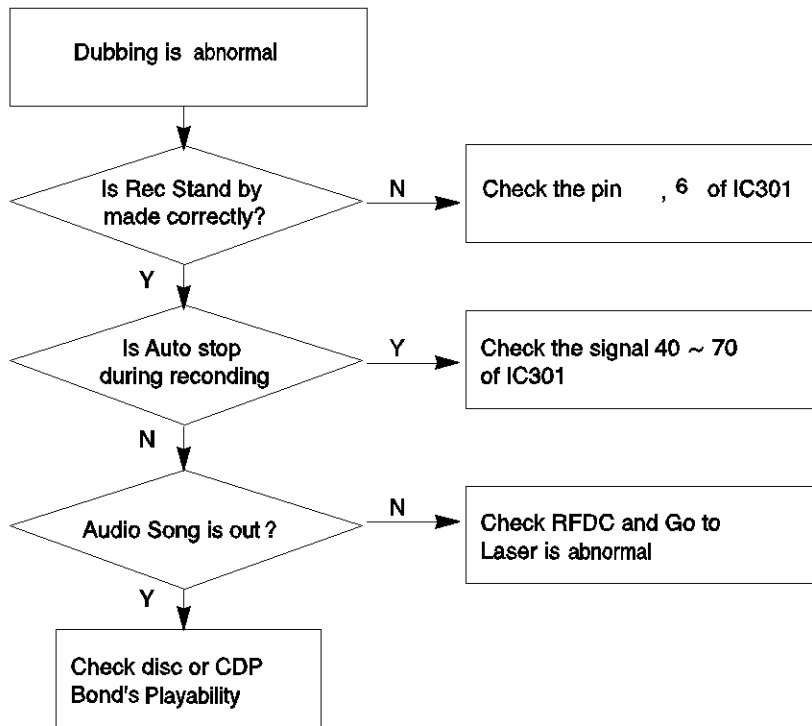 Dubbing is abnormal
Is Rec Stand by
made correctly?
N
Check the pin , 6 of IC301
Y
Is Auto stop
during reconding
Y
Check the signal 40 ~ 70
of IC301
N
Audio Song is out ?
N
Check RFDC and Go to
Laser is abnormal
Y
Check disc or CDP
Bond's Playability